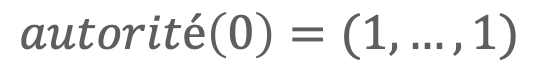 autorité(0) = (1, ... , 1)